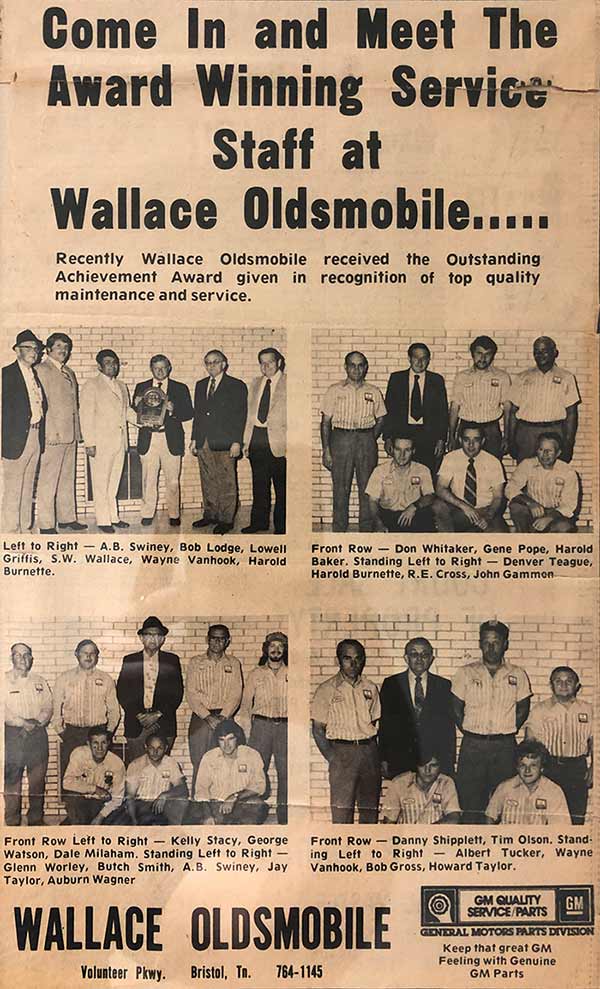 Come In and Meet The
Award Winning Service
Staff at
Wallace Oldsmobile.....
Recently Wallace Oldsmobile received the Outstanding
Achievement Award given in recognition of top quality
maintenance and service.
Left to Right — A.B. Swiney, Bob Lodge, Lowell
Griffis, S.W. Wallace, Wayne Vanhook, Harold
Burnette.
Front Row — Don Whitaker, Gene Pope, Harold
Baker. Standing Left to Right — Denver Teague,
Harold Burnette, R.E. Cross, John Gammon
Front Row Left to Right — Kelly Stacy, George
Watson, Dale Milaham. Standing Left to Right —
Glenn Worley, Butch Smith, A.B. Swiney, Jay
Taylor, Auburn Wagner
Front Row — Danny Shipplett, Tim Olson. Stand-
ing Left to Right — Albert Tucker, Wayne
Vanhook, Bob Gross, Howard Taylor.
WALLACE OLDSMOBILE
Volunteer Pkwy. Bristol, Tn. 764-1145
GM QUALITY
SERVICE/PARTS
GM
GENERAL MOTORS PARTS DIVISION
Keep that great GM
Feeling with Genuine
GM Parts